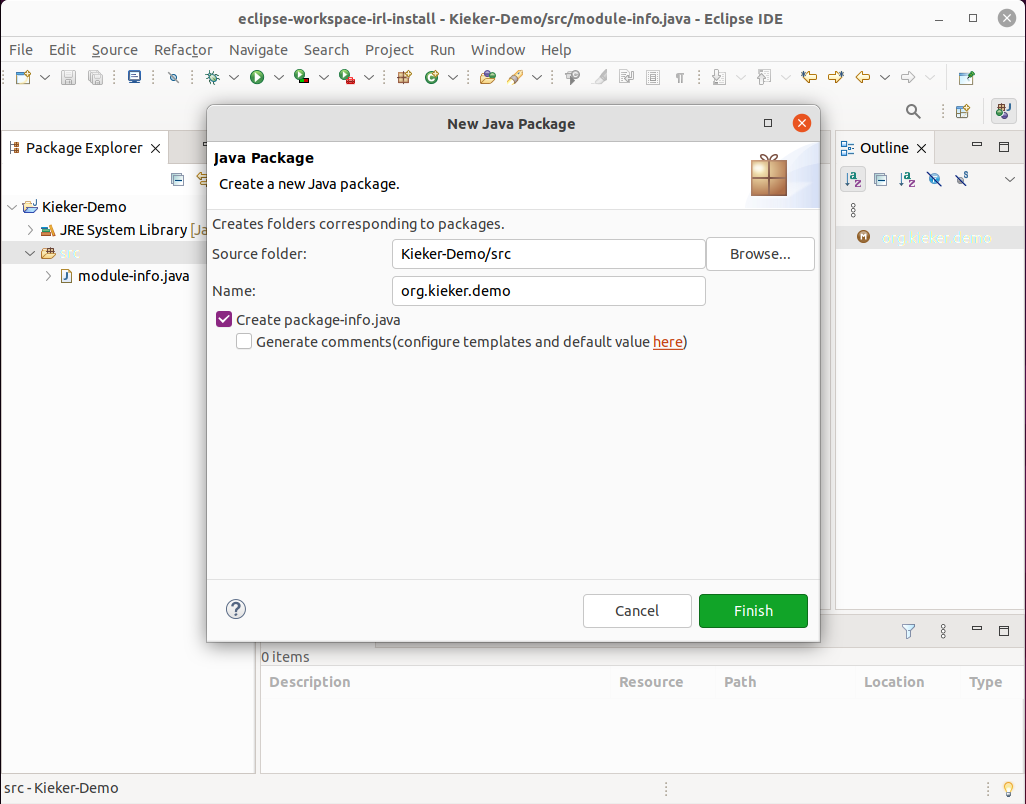 eclipse-workspace-irl-install - Kieker-Demo/src/module-info.java - Eclipse IDE
File Edit Source Refactor Navigate Search Project Run Window Help
Package Explorer
Kieker-Demo
JRE System Library [Ja
src
module-info.java
New Java Package
Java Package
Create a new Java package.
Creates folders corresponding to packages.
Source folder: Kieker-Demo/src Browse...
Name: org.kieker.demo
Create package-info.java
Generate comments(configure templates and default value here)
Cancel Finish
Outline
org.kieker.demo
0 items
Description Resource Path Location Type
src - Kieker-Demo